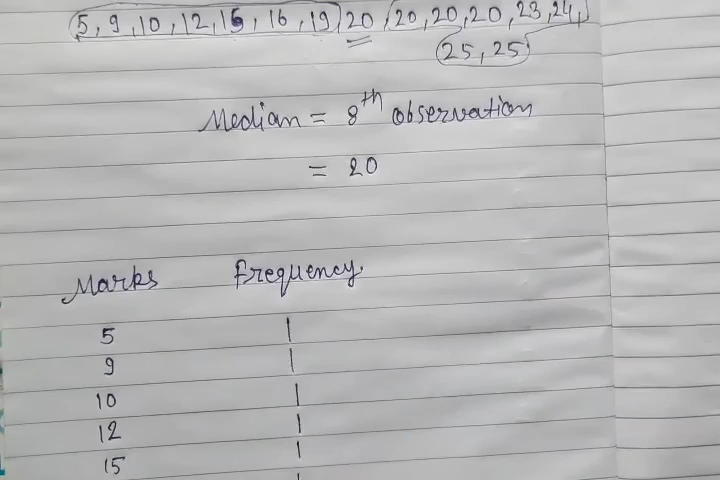 5, 9, 10, 12, 15, 16, 19, 20, 20, 20, 20, 23, 24,
25, 25
Median = 8th observation
= 20
Marks Frequency
5 1
9 1
10 1
12 1
15 1